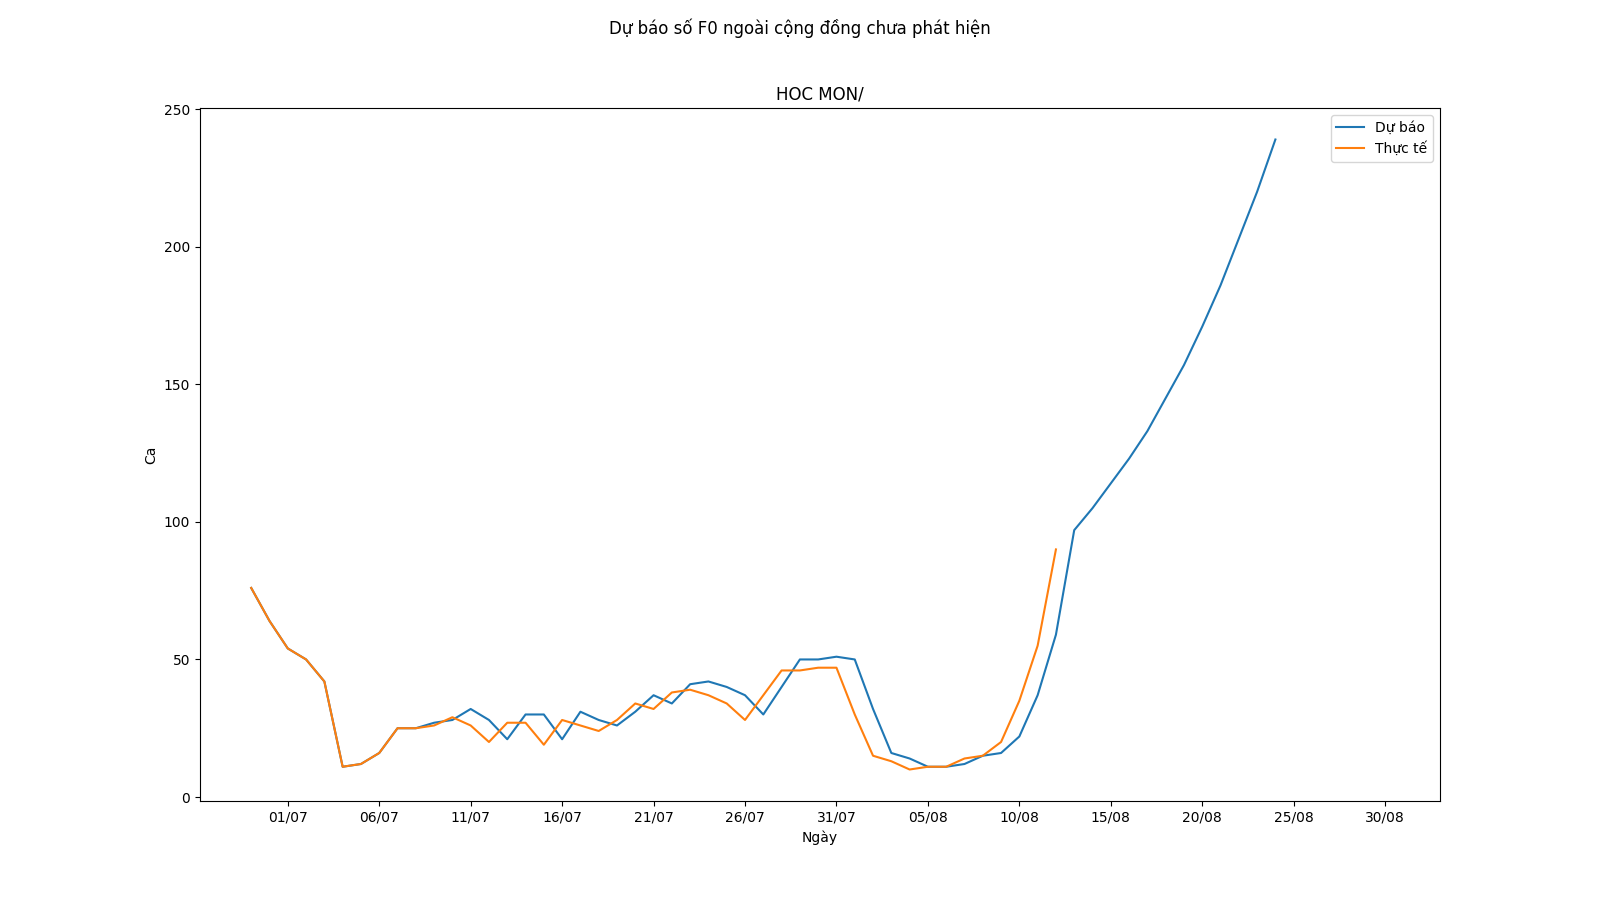 Dự báo số F0 ngoài cộng đồng chưa phát hiện
HOC MON/
Dự báo
Thực tế
250
200
150
100
50
0
Ca
01/07 06/07 11/07 16/07 21/07 26/07 31/07 05/08 10/08 15/08 20/08 25/08 30/08
Ngày